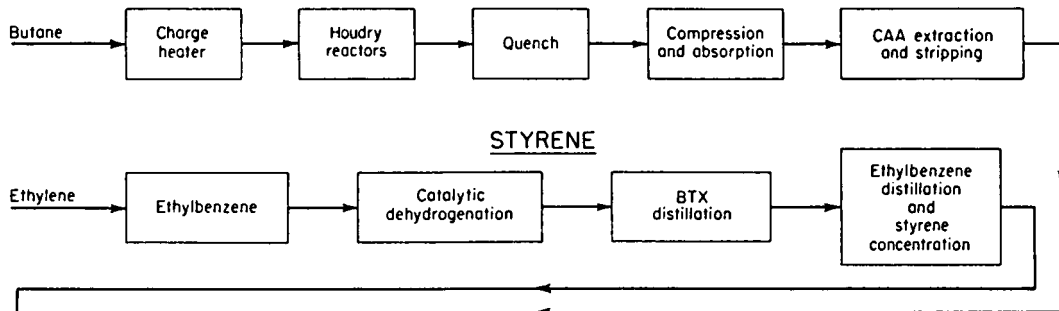 Butane
Charge
heater
Houdry
reactors
Quench
Compression
and absorption
CAA extraction
and stripping
STYRENE
Ethylene
Ethylbenzene
Catalytic
dehydrogenation
BTX
distillation
Ethylbenzene
distillation
and
styrene
concentration